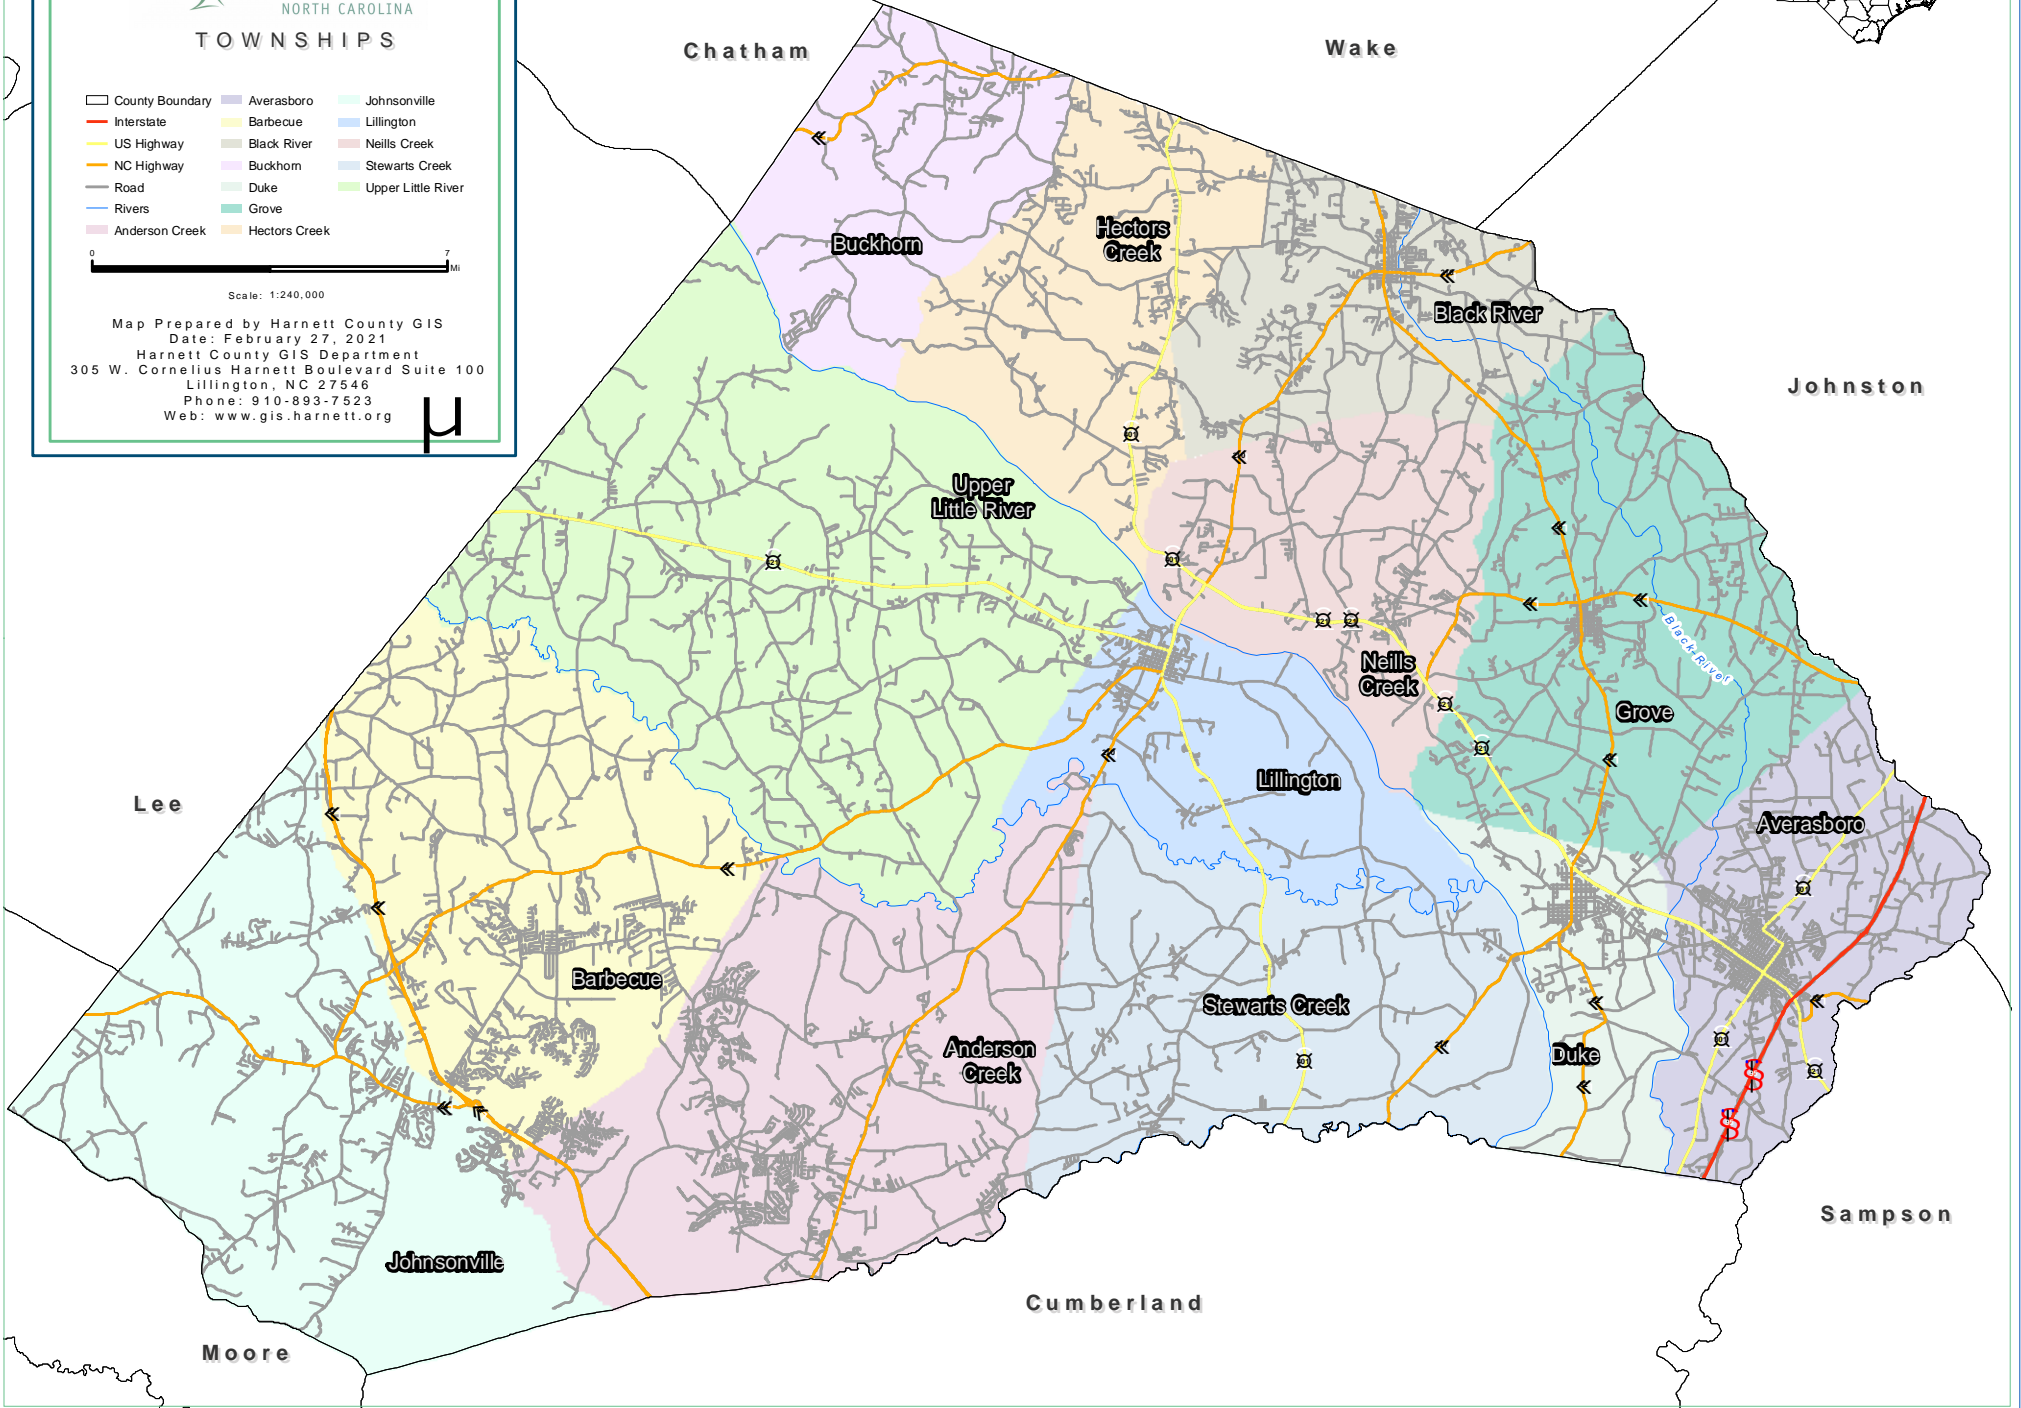 NORTH CAROLINA
TOWNSHIPS
County Boundary
Interstate
US Highway
NC Highway
Road
Rivers
Anderson Creek
Averasboro
Barbecue
Black River
Buckhorn
Duke
Grove
Hectors Creek
Johnsonville
Lillington
Neills Creek
Stewarts Creek
Upper Little River
0
7
Mi
Scale: 1:240,000
Map Prepared by Harnett County GIS
Date: February 27, 2021
Harnett County GIS Department
305 W. Cornelius Harnett Boulevard Suite 100
Lillington, NC 27546
Phone: 910-893-7523
Web: www.gis.harnett.org
µ
Chatham
Wake
Johnston
Lee
Moore
Cumberland
Sampson
Buckhorn
Hectors
Creek
Black River
Upper
Little River
Neills
Creek
Black River
Grove
Lillington
Averasboro
Barbecue
Stewarts Creek
Anderson
Creek
Duke
Johnsonville